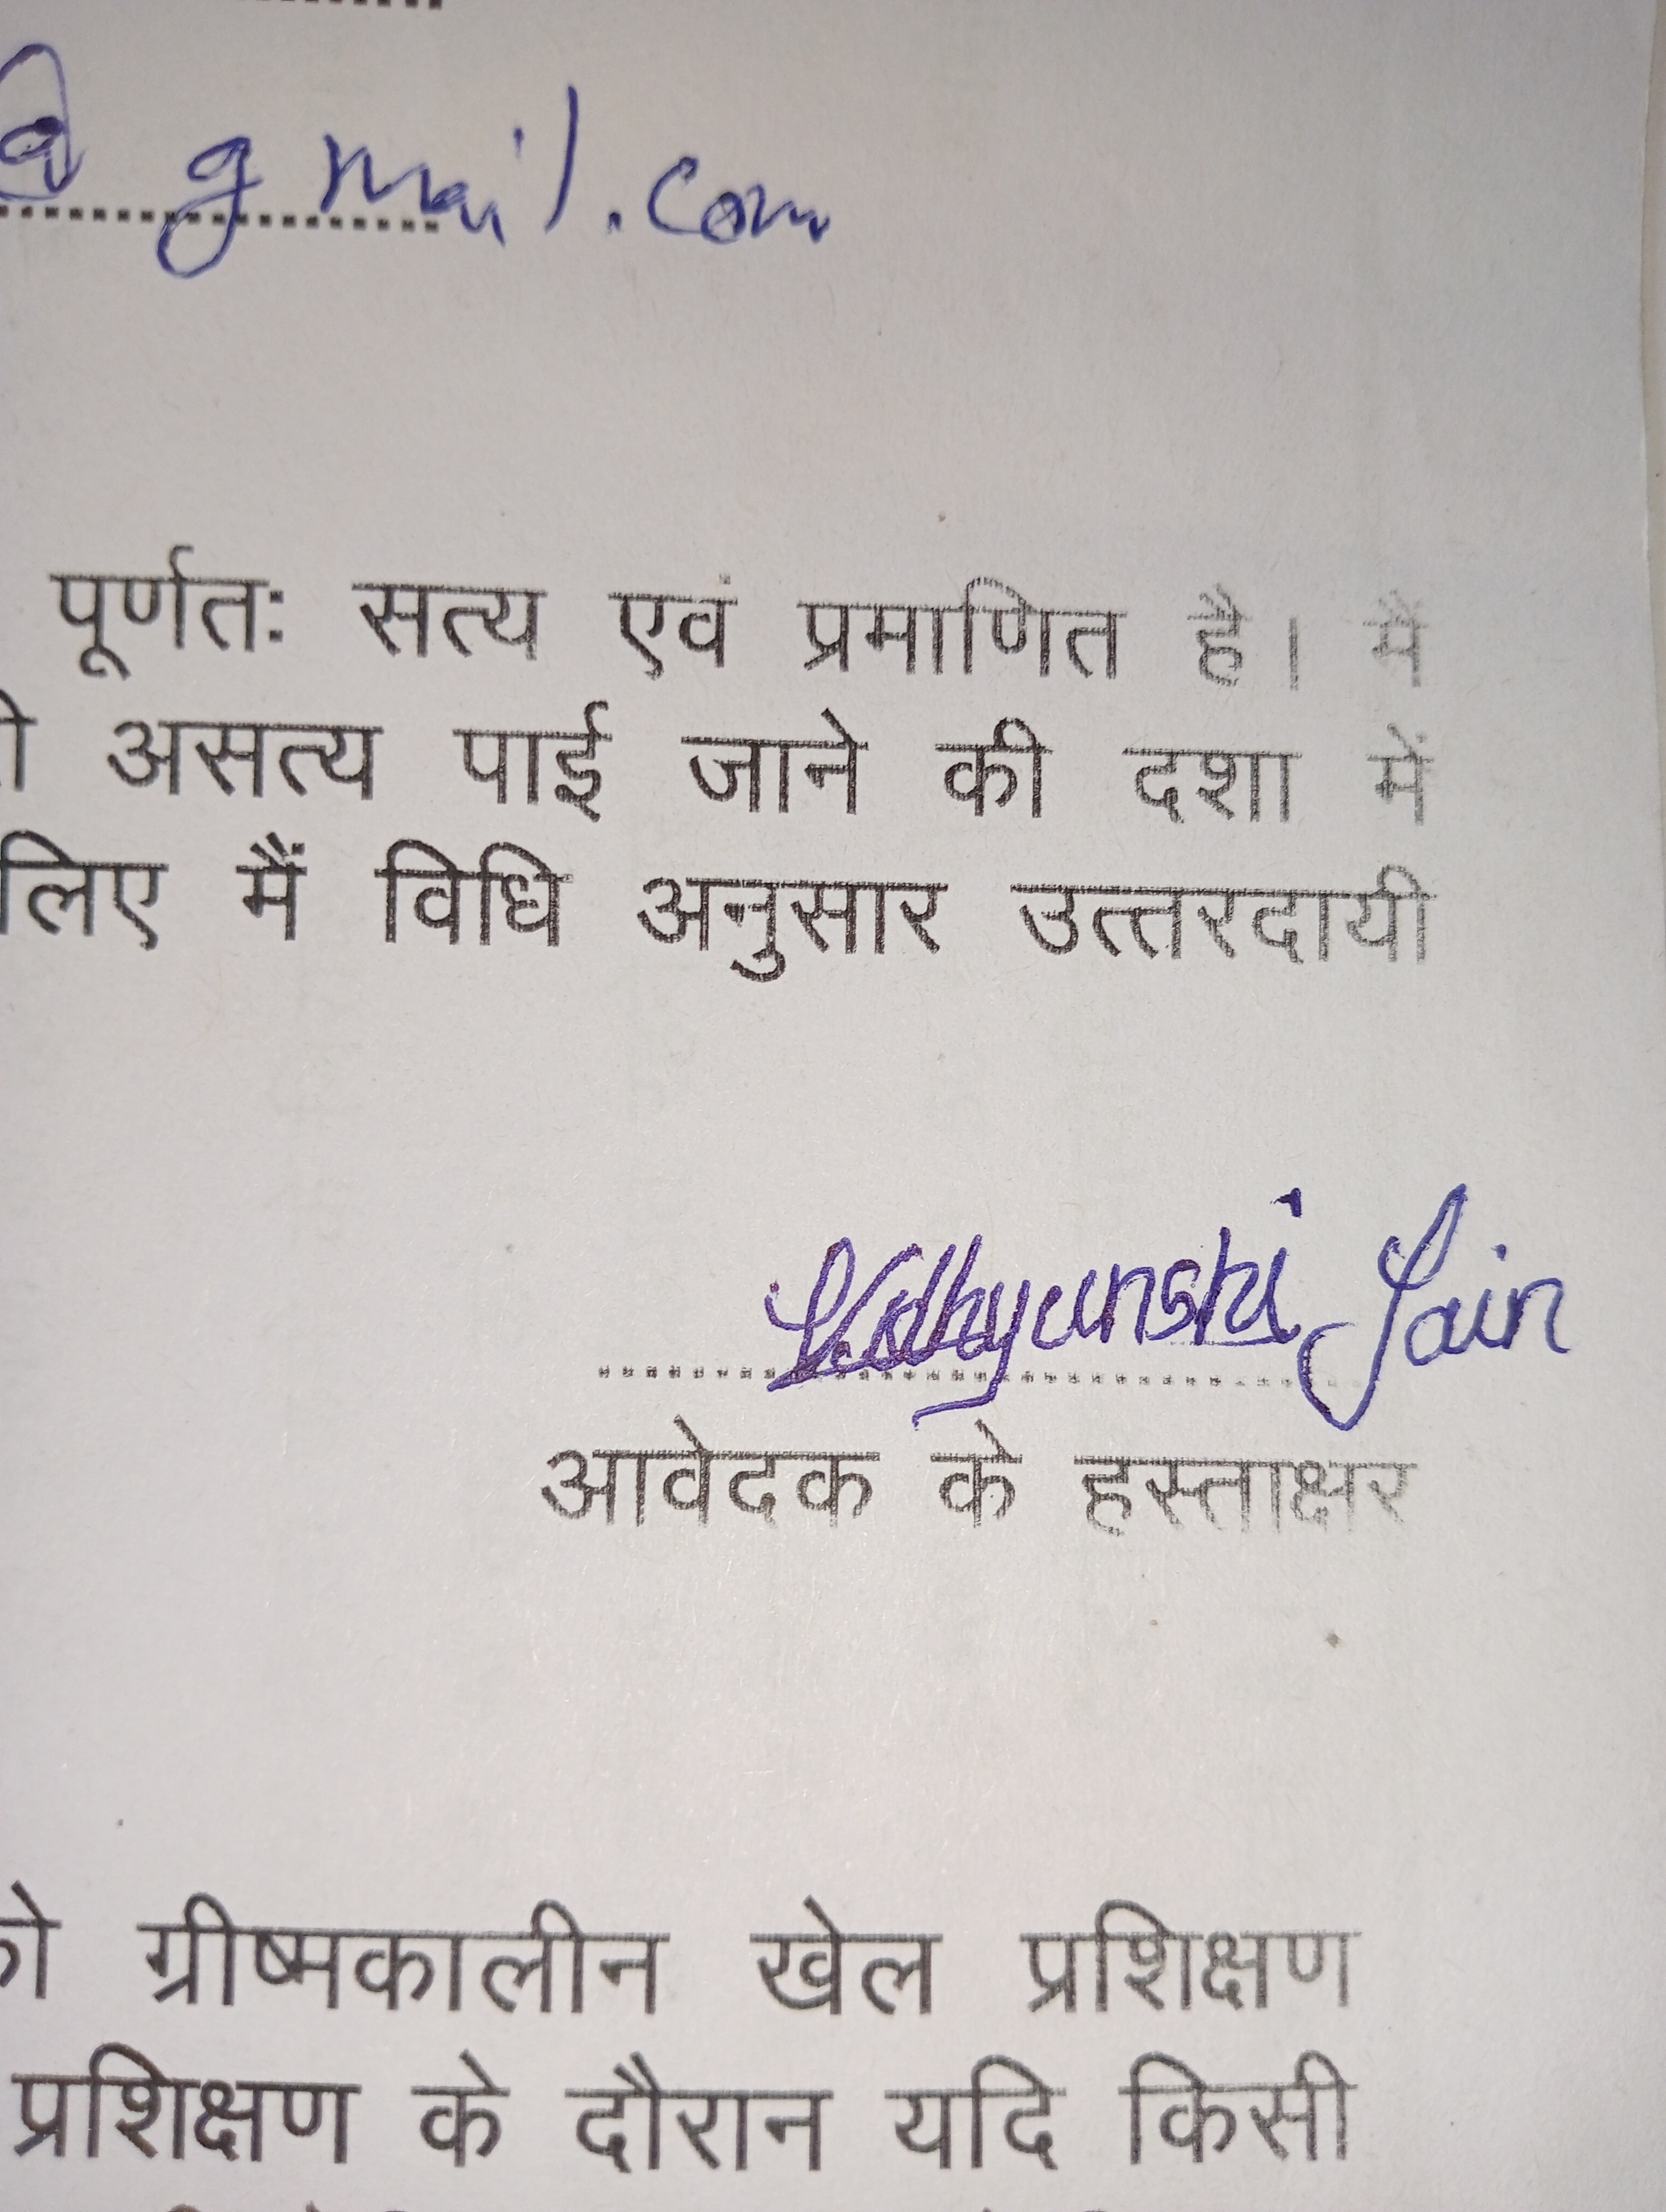 @ gmail.com
पूर्णतः सत्य एवं प्रमाणित है। मैं
असत्य पाई जाने की दशा में
लिए मैं विधि अनुसार उत्तरदायी
Jain
आवेदक के हस्ताक्षर
को ग्रीष्मकालीन खेल प्रशिक्षण
प्रशिक्षण के दौरान यदि किसी